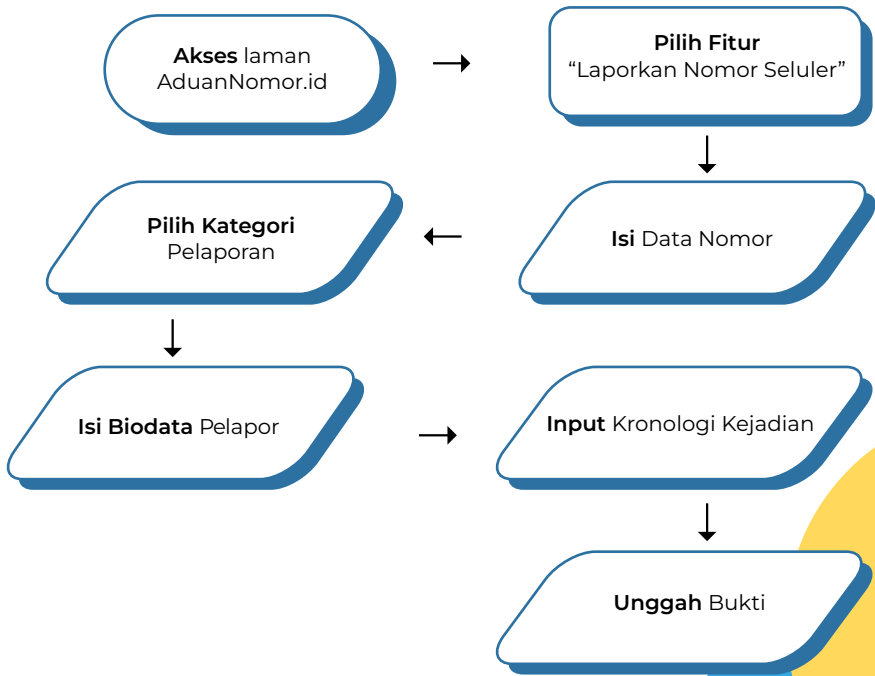 Akses laman
AduanNomor.id
Pilih Fitur
“Laporkan Nomor Seluler”
Isi Data Nomor
Pilih Kategori
Pelaporan
Isi Biodata Pelapor
Input Kronologi Kejadian
Unggah Bukti